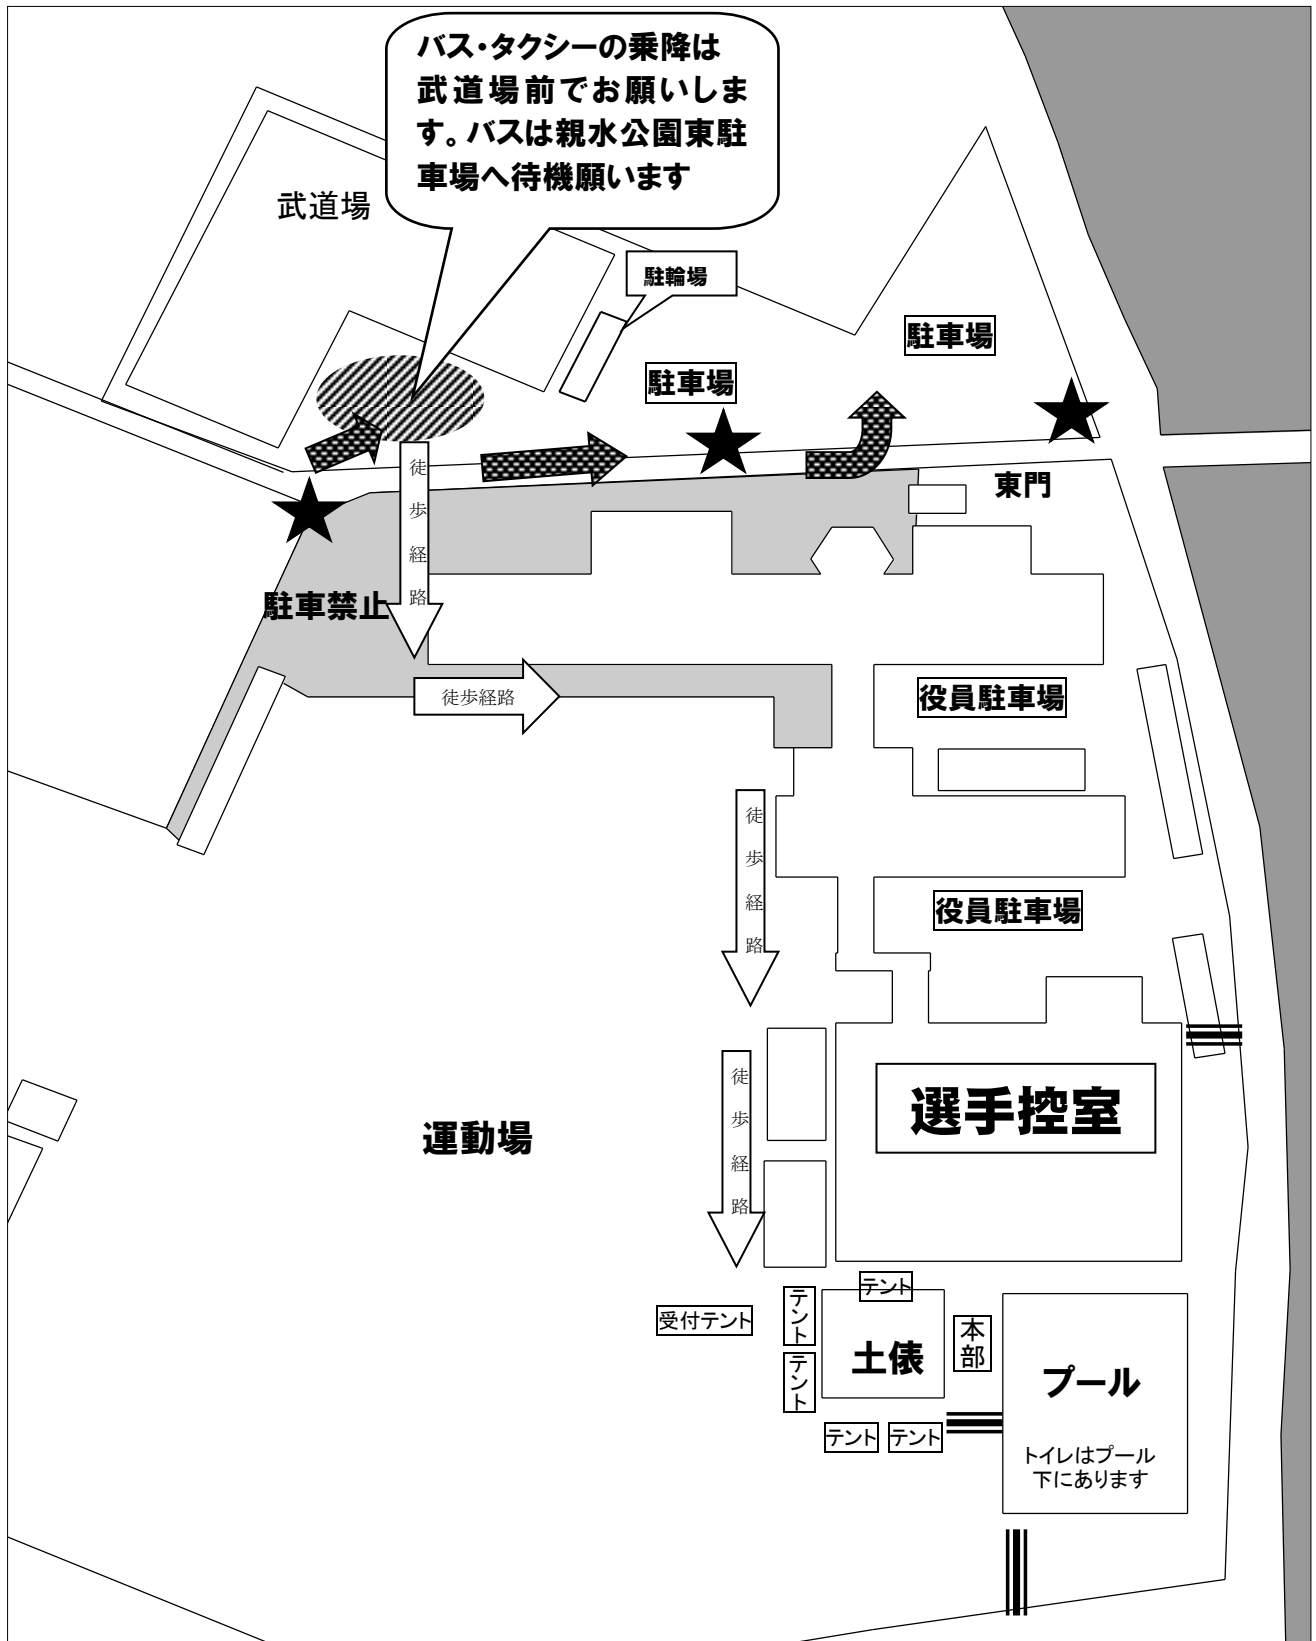 バス・タクシーの乗降は
武道場前でお願いしま
す。バスは親水公園東駐
車場へ待機願います
武道場
駐輪場
駐車場
駐車場
徒歩経路
東門
駐車禁止
徒歩経路
役員駐車場
徒歩経路
役員駐車場
徒歩経路
選手控室
運動場
テント
受付テント
テント
本部
土俵
テント
プール
テント
テント
トイレはプール
下にあります